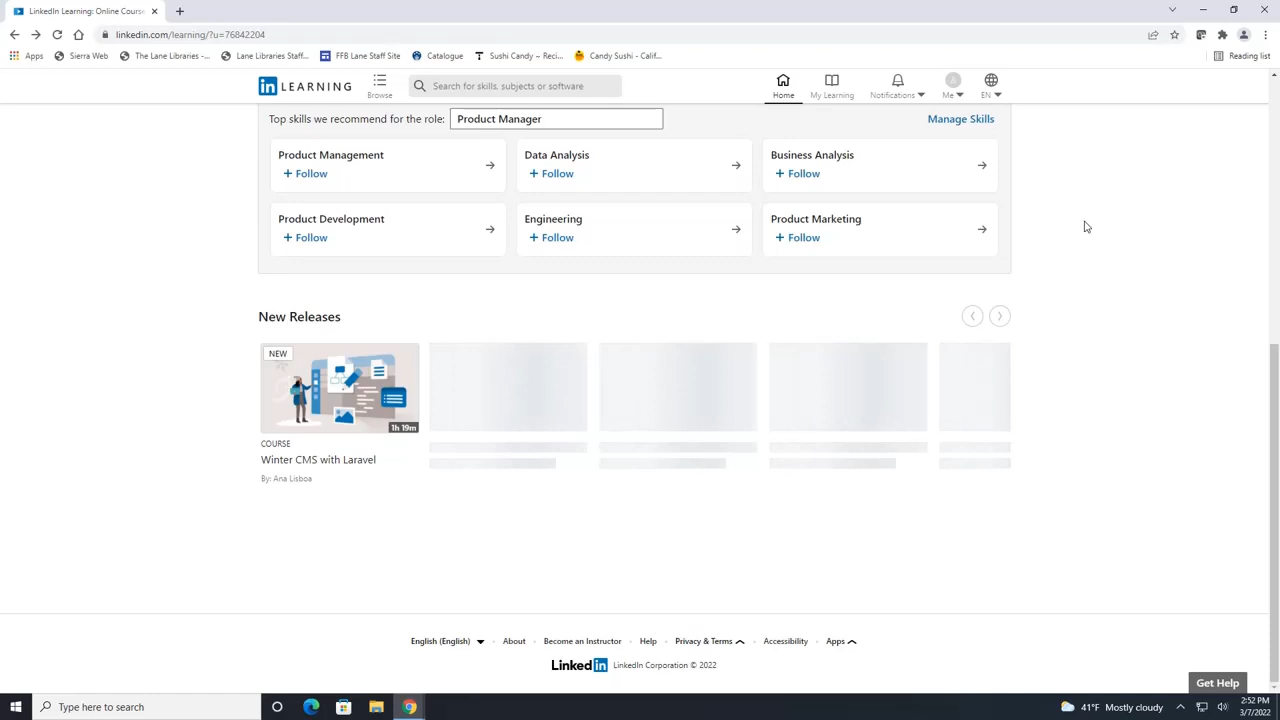 LinkedIn Learning: Online Course
linkedin.com/learning/?u=76842204
Apps
Sierra Web
The Lane Libraries -...
Lane Libraries Staff...
FFB Lane Staff Site
Catalogue
Sushi Candy ~ Reci...
Candy Sushi - Calif...
Reading list
in LEARNING
Browse
Search for skills, subjects or software
Home
My Learning
Notifications
Me
EN
Top skills we recommend for the role:
Product Manager
Manage Skills
Product Management
+ Follow
Data Analysis
+ Follow
Business Analysis
+ Follow
Product Development
+ Follow
Engineering
+ Follow
Product Marketing
+ Follow
New Releases
NEW
1h 19m
COURSE
Winter CMS with Laravel
By: Ana Lisboa
English (English)
About
Become an Instructor
Help
Privacy & Terms
Accessibility
Apps
Linkedin LinkedIn Corporation © 2022
Get Help
Type here to search
41°F Mostly cloudy
2:52 PM
3/7/2022